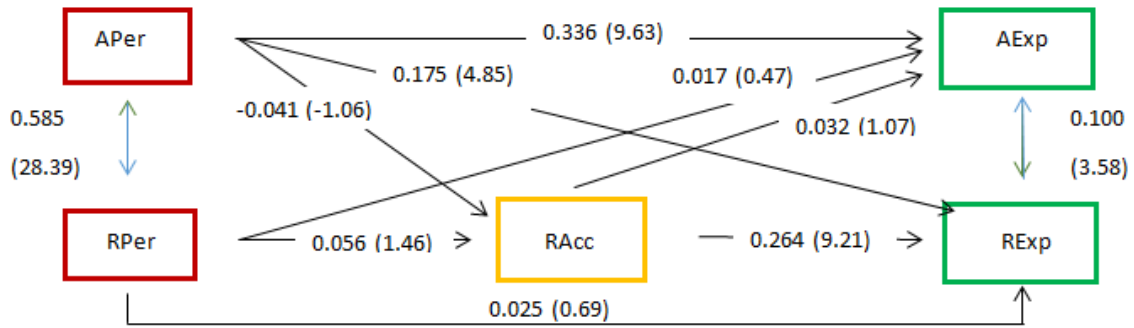 APer
0.336 (9.63)
AExp
0.175 (4.85)
0.017 (0.47)
-0.041 (-1.06)
0.585
(28.39)
0.032 (1.07)
0.100
(3.58)
RPer
0.056 (1.46)
RAcc
0.264 (9.21)
RExp
0.025 (0.69)